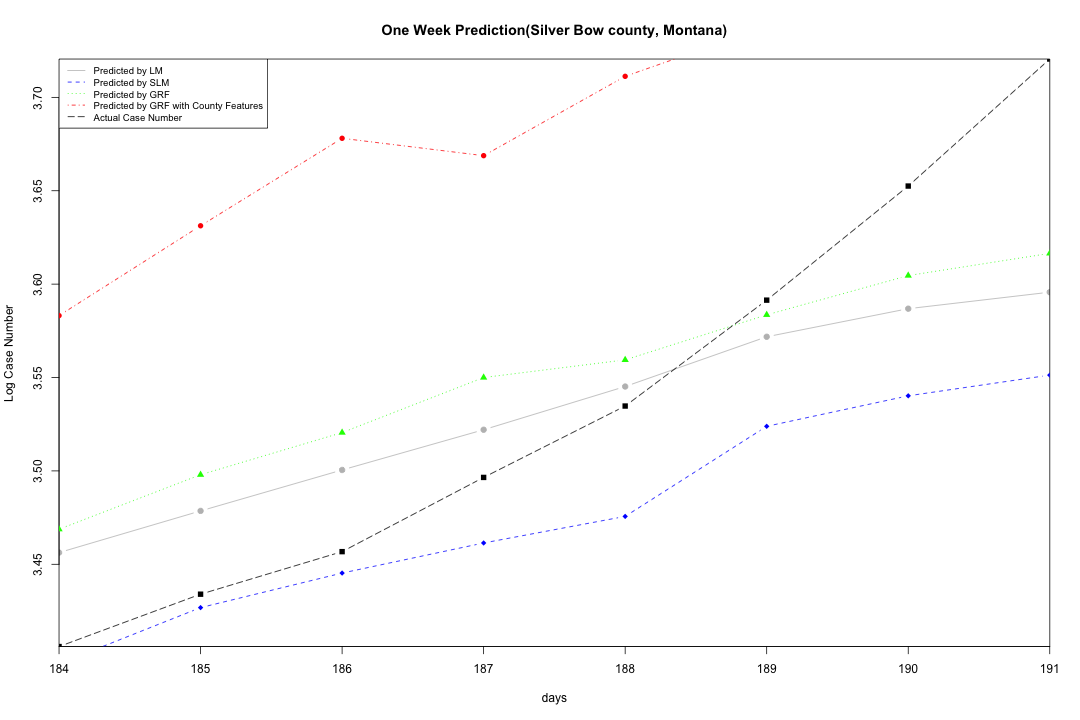 One Week Prediction(Silver Bow county, Montana)
Predicted by LM
Predicted by SLM
Predicted by GRF
Predicted by GRF with County Features
Actual Case Number
3.70
3.65
3.60
3.55
3.50
3.45
Log Case Number
184 185 186 187 188 189 190 191
days